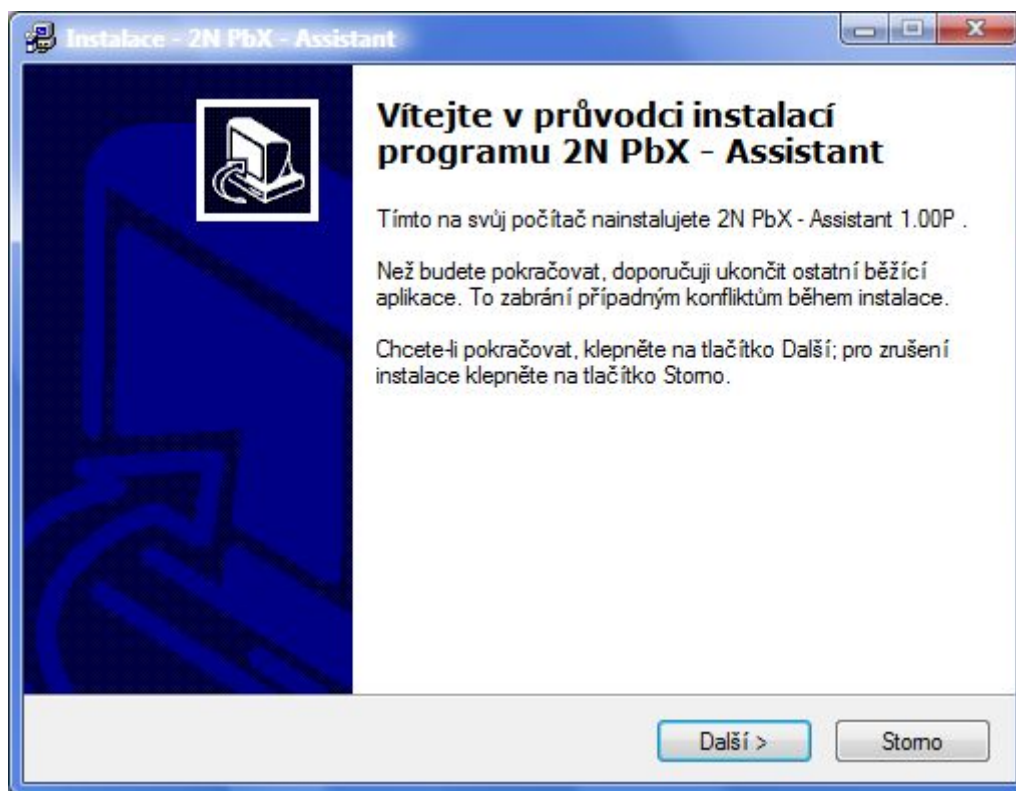 Instalace - 2N PbX - Assistant
Vítejte v průvodci instalací
programu 2N PbX - Assistant
Tímto na svůj počítač nainstalujete 2N PbX - Assistant 1.00P .
Než budete pokračovat, doporučuji ukončit ostatní běžící
aplikace. To zabrání případným konfliktům během instalace.
Chcete-li pokračovat, klepněte na tlačítko Další; pro zrušení
instalace klepněte na tlačítko Storno.
Další >
Storno